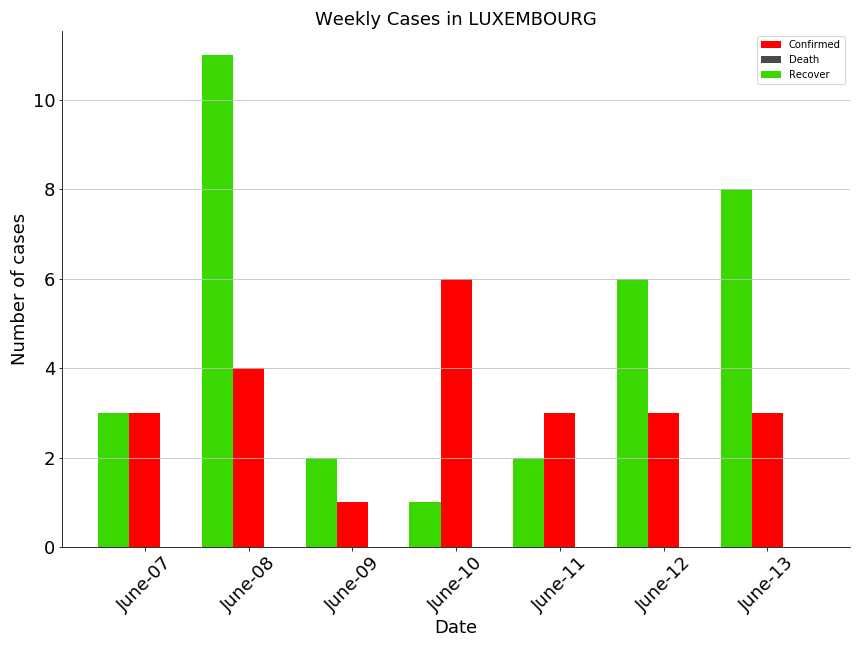 Weekly Cases in LUXEMBOURG
Confirmed
Death
Recover
Number of cases
10
8
6
4
2
0
June-07
June-08
June-09
June-10
June-11
June-12
June-13
Date